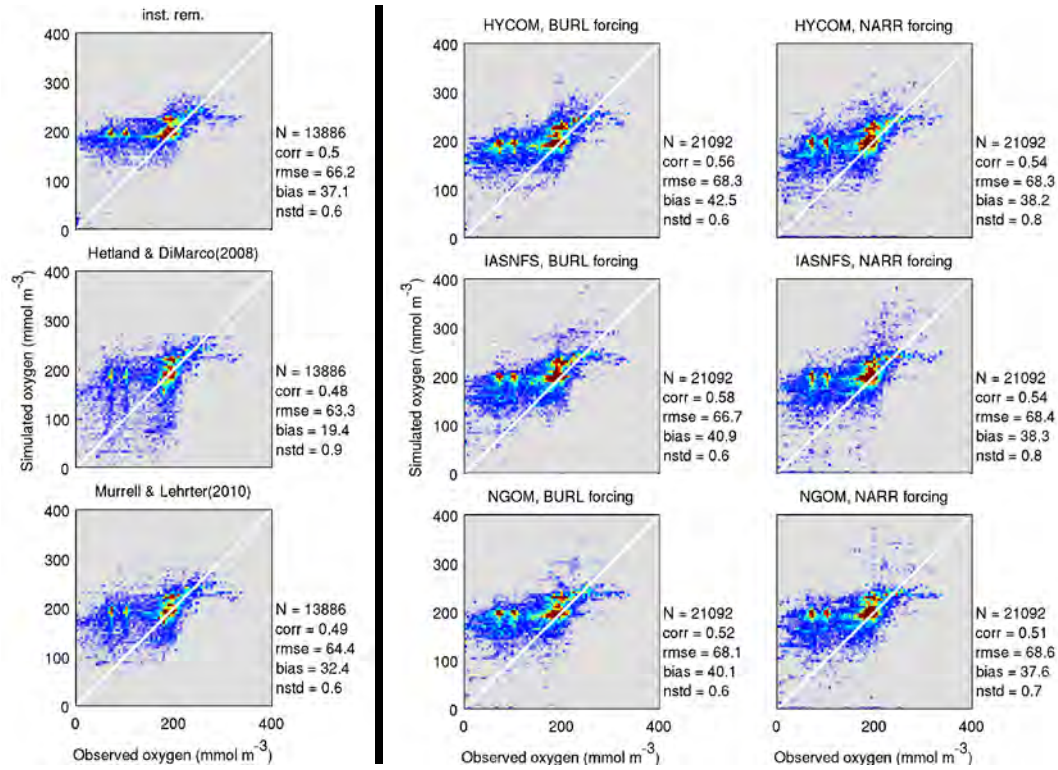 inst. rem.
400
300
200
100
0
N = 13886
corr = 0.5
rmse = 66.2
bias = 37.1
nstd = 0.6
Hetland & DiMarco(2008)
Simulated oxygen (mmol m⁻³)
400
300
200
100
0
N = 13886
corr = 0.48
rmse = 63.3
bias = 19.4
nstd = 0.9
Murrell & Lehrter(2010)
400
300
200
100
0
N = 13886
corr = 0.49
rmse = 64.4
bias = 32.4
nstd = 0.6
0 200 400
Observed oxygen (mmol m⁻³)
HYCOM, BURL forcing
400
300
200
100
0
N = 21092
corr = 0.56
rmse = 68.3
bias = 42.5
nstd = 0.6
HYCOM, NARR forcing
N = 21092
corr = 0.54
rmse = 68.3
bias = 38.2
nstd = 0.8
IASNFS, BURL forcing
Simulated oxygen (mmol m⁻³)
400
300
200
100
0
N = 21092
corr = 0.58
rmse = 66.7
bias = 40.9
nstd = 0.6
IASNFS, NARR forcing
N = 21092
corr = 0.54
rmse = 68.4
bias = 38.3
nstd = 0.8
NGOM, BURL forcing
400
300
200
100
0
N = 21092
corr = 0.52
rmse = 68.1
bias = 40.1
nstd = 0.6
0 200 400
Observed oxygen (mmol m⁻³)
NGOM, NARR forcing
N = 21092
corr = 0.51
rmse = 68.6
bias = 37.6
nstd = 0.7
0 200 400
Observed oxygen (mmol m⁻³)